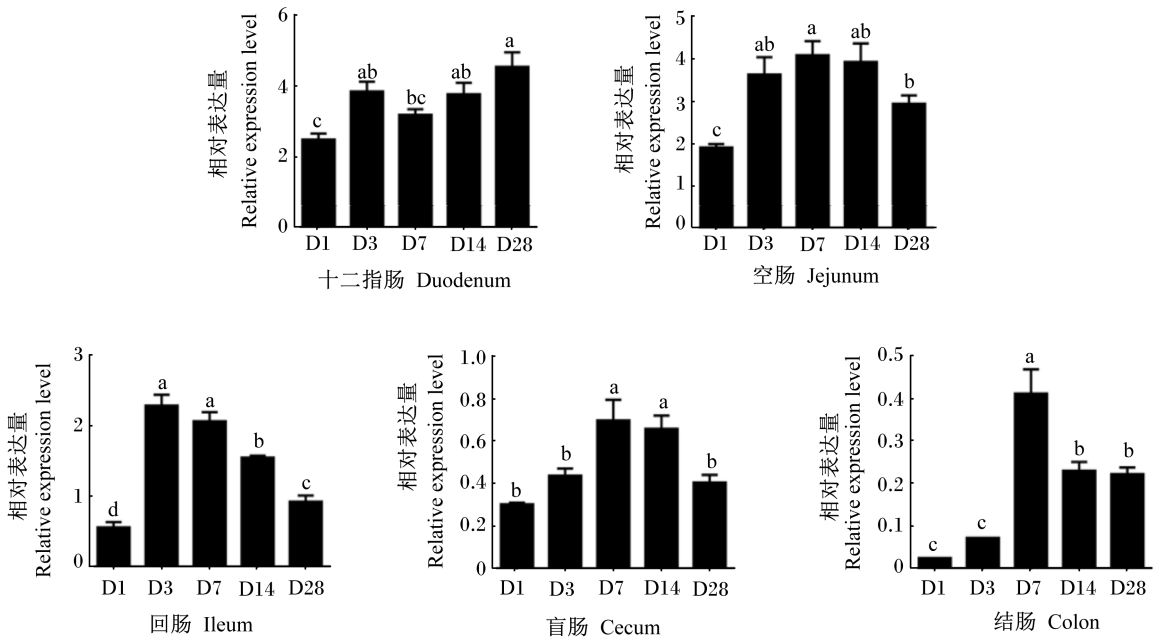 相对表达量
Relative expression level
6
4
2
0
c
ab
bc
ab
a
D1 D3 D7 D14 D28
十二指肠 Duodenum
相对表达量
Relative expression level
5
4
3
2
1
0
c
ab
a
ab
b
D1 D3 D7 D14 D28
空肠 Jejunum
相对表达量
Relative expression level
3
2
1
0
d
a
a
b
c
D1 D3 D7 D14 D28
回肠 Ileum
相对表达量
Relative expression level
1.0
0.8
0.6
0.4
0.2
0
b
b
a
a
b
D1 D3 D7 D14 D28
盲肠 Cecum
相对表达量
Relative expression level
0.5
0.4
0.3
0.2
0.1
0
c
c
a
b
b
D1 D3 D7 D14 D28
结肠 Colon